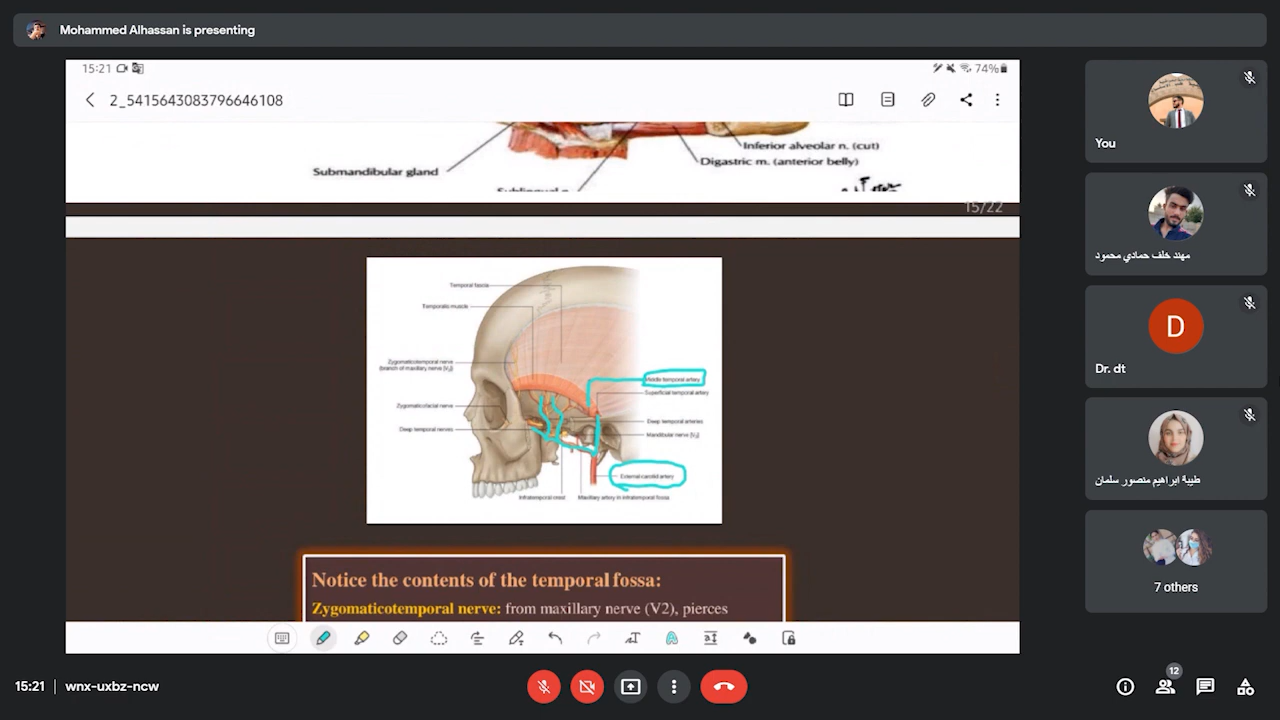 Mohammed Alhassan is presenting
15:21
74%
2_5415643083796646108
Inferior alveolar n. (cut)
Digastric m. (anterior belly)
Submandibular gland
15/22
Temporal fascia
Temporalis muscle
Zygomaticotemporal nerve
(branch of maxillary nerve [V2])
Middle temporal artery
Superficial temporal artery
Zygomaticofacial nerve
Deep temporal arteries
Deep temporal nerves
Mandibular nerve [V3]
External carotid artery
Infratemporal crest
Maxillary artery in infratemporal fossa
Notice the contents of the temporal fossa:
Zygomaticotemporal nerve: from maxillary nerve (V2), pierces
You
مهند خلف حمادي محمود
D
Dr. dt
طيبة ابراهيم منصور
7 others
15:21 | wnx-uxbz-ncw
12